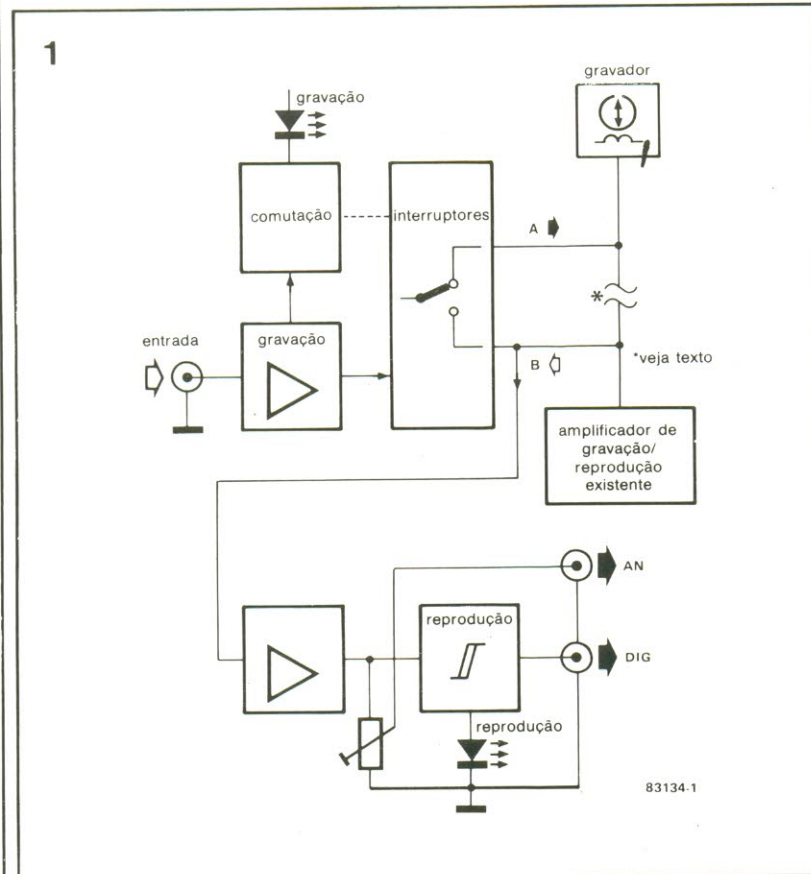 1
gravador
gravação
comutação
interruptores
A
entrada
gravação
*
B
*veja texto
amplificador de
gravação/
reprodução
existente
AN
reprodução
DIG
reprodução
83134-1